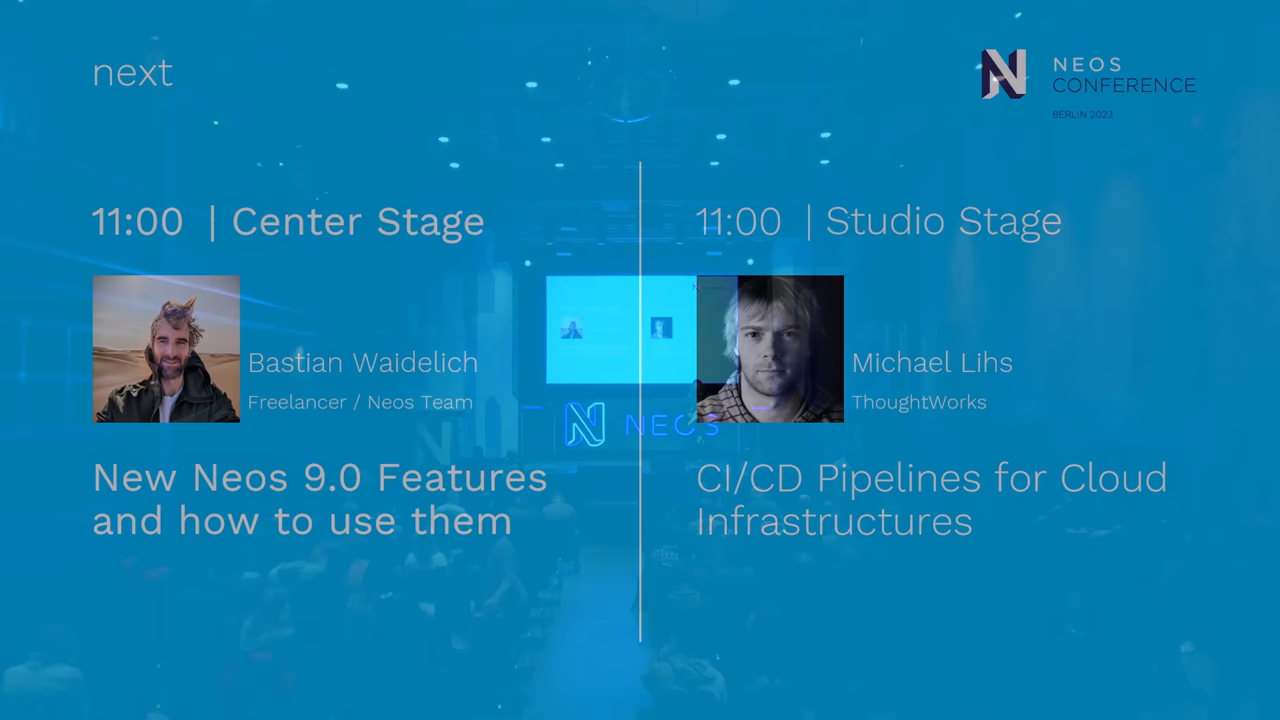 next
NEOS
CONFERENCE
BERLIN 2023
11:00 | Center Stage
Bastian Waidelich
Freelancer / Neos Team
New Neos 9.0 Features
and how to use them
11:00 | Studio Stage
Michael Lihs
ThoughtWorks
CI/CD Pipelines for Cloud
Infrastructures
NEOS